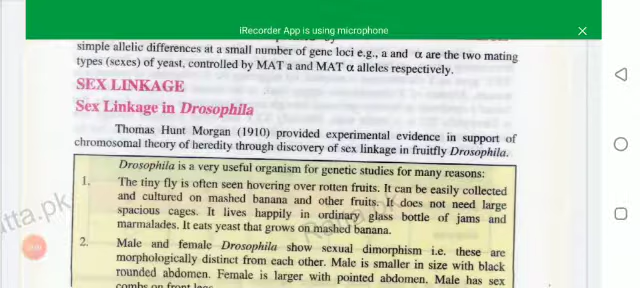 iRecorder App is using microphone
simple allelic differences at a small number of gene loci e.g., a and α are the two mating
types (sexes) of yeast, controlled by MAT a and MAT α alleles respectively.
SEX LINKAGE
Sex Linkage in Drosophila
Thomas Hunt Morgan (1910) provided experimental evidence in support of
chromosomal theory of heredity through discovery of sex linkage in fruitfly Drosophila.
Drosophila is a very useful organism for genetic studies for many reasons:
1. The tiny fly is often seen hovering over rotten fruits. It can be easily collected
and cultured on mashed banana and other fruits. It does not need large
spacious cages. It lives happily in ordinary glass bottle of jams and
marmalades. It eats yeast that grows on mashed banana.
2. Male and female Drosophila show sexual dimorphism i.e. these are
morphologically distinct from each other. Male is smaller in size with black
rounded abdomen. Female is larger with pointed abdomen. Male has sex
combs on front legs